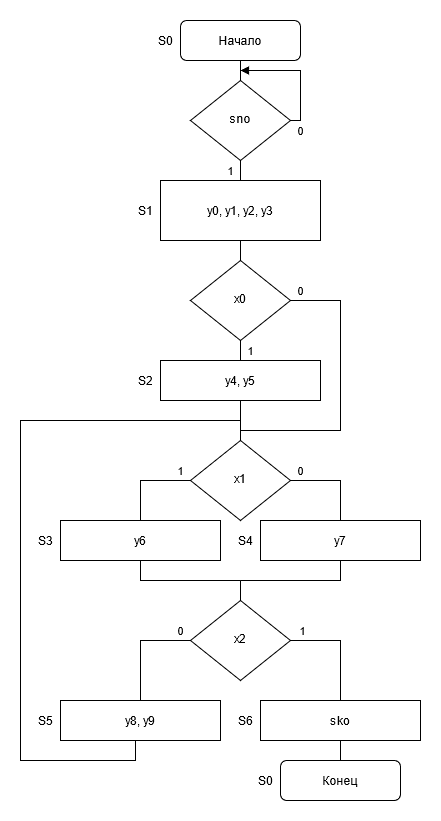 S0 Начало
sno
0
1
S1 y0, y1, y2, y3
x0 0
1
S2 y4, y5
1 x1 0
S3 y6 S4 y7
0 x2 1
S5 y8, y9 S6 sko
S0 Конец